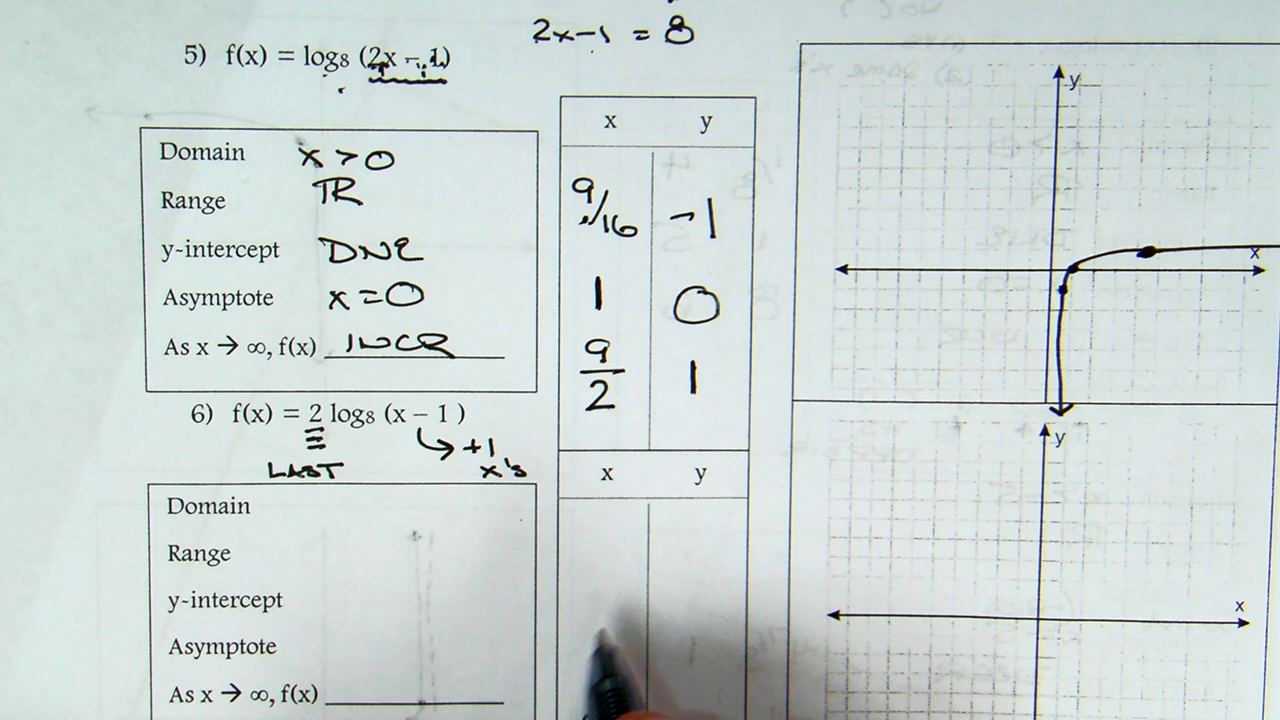 2x-1 = 8
5) f(x) = log8 (2x - 1)
x y
Domain x > 0
Range ℝ
y-intercept DNE
Asymptote x = 0
As x → ∞, f(x) INCR
9/16 -1
1 0
9/2 1
y
x
6) f(x) = 2 log8 (x - 1 )
LAST
↳ +1
x's
x y
Domain
Range
y-intercept
Asymptote
As x → ∞, f(x)
y
x